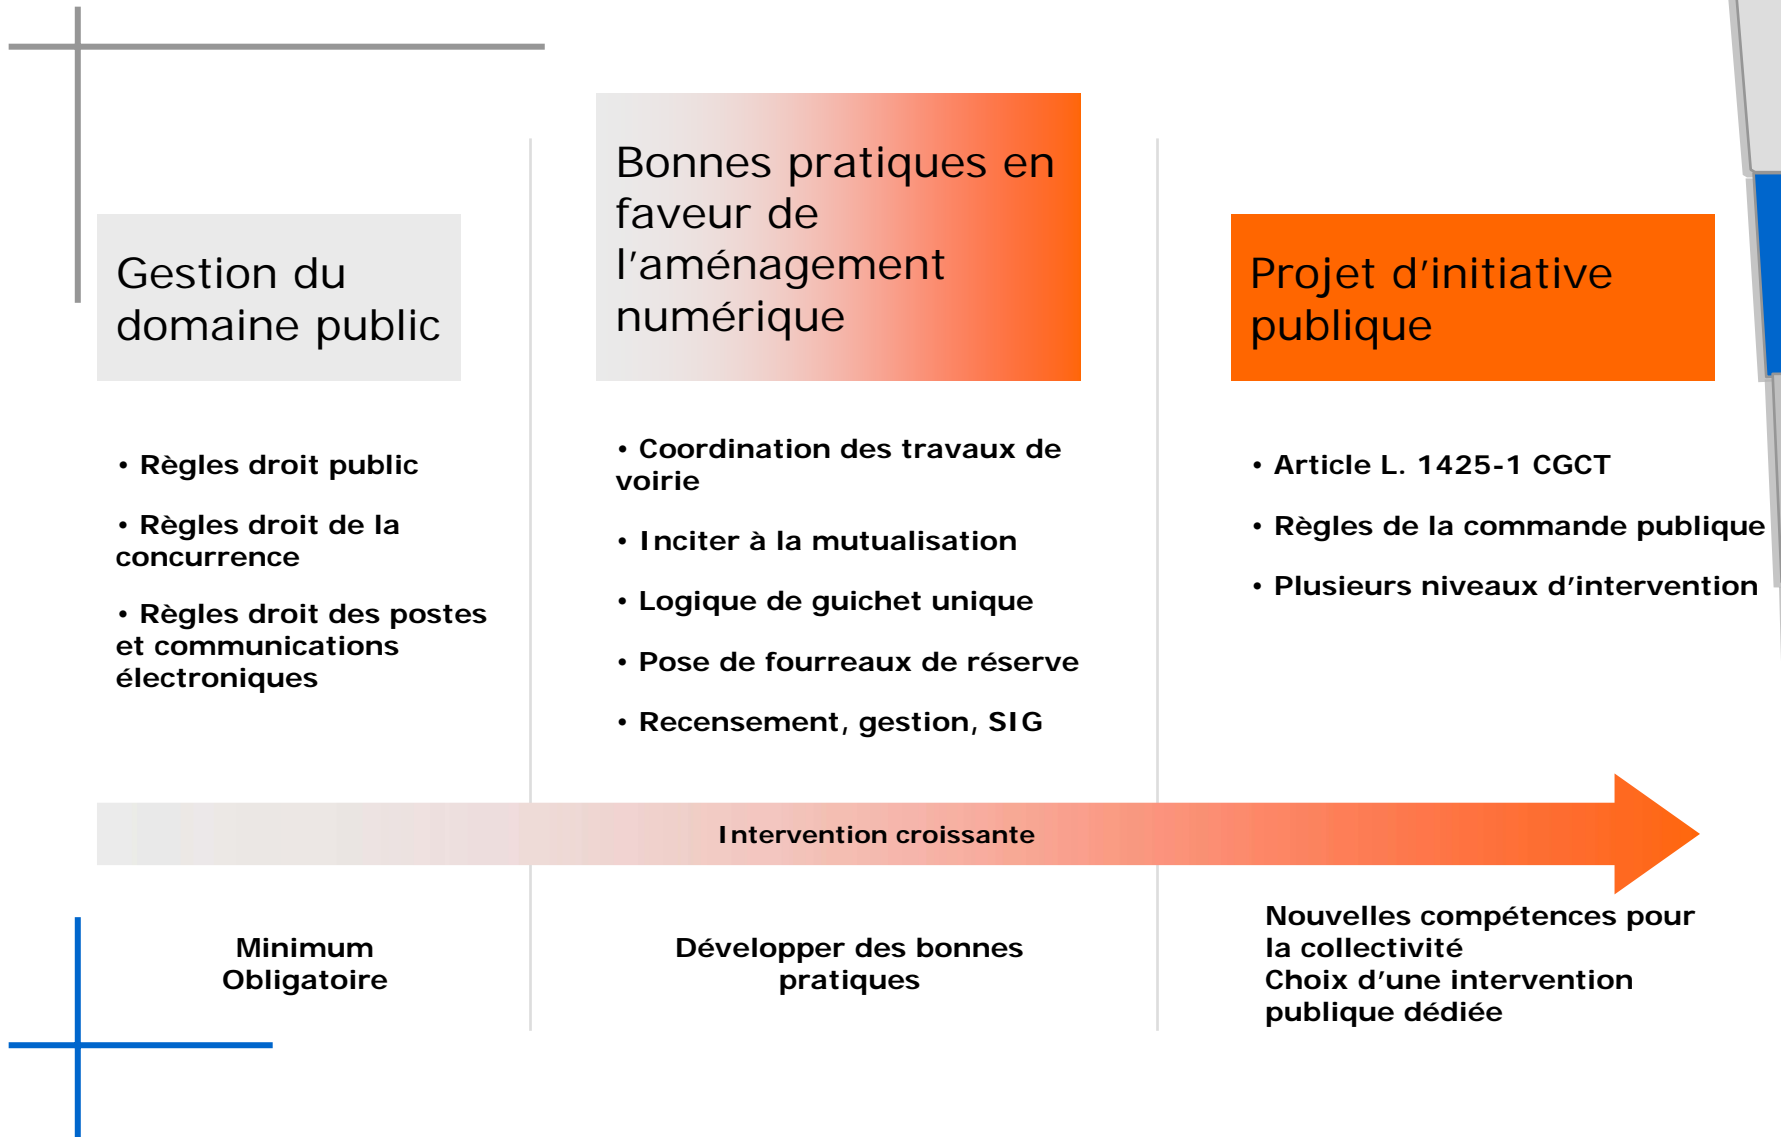 Gestion du
domaine public
• Règles droit public
• Règles droit de la
concurrence
• Règles droit des postes
et communications
électroniques
Bonnes pratiques en
faveur de
l’aménagement
numérique
• Coordination des travaux de
voirie
• Inciter à la mutualisation
• Logique de guichet unique
• Pose de fourreaux de réserve
• Recensement, gestion, SIG
Projet d’initiative
publique
• Article L. 1425-1 CGCT
• Règles de la commande publique
• Plusieurs niveaux d’intervention
Intervention croissante
Minimum
Obligatoire
Développer des bonnes
pratiques
Nouvelles compétences pour
la collectivité
Choix d’une intervention
publique dédiée